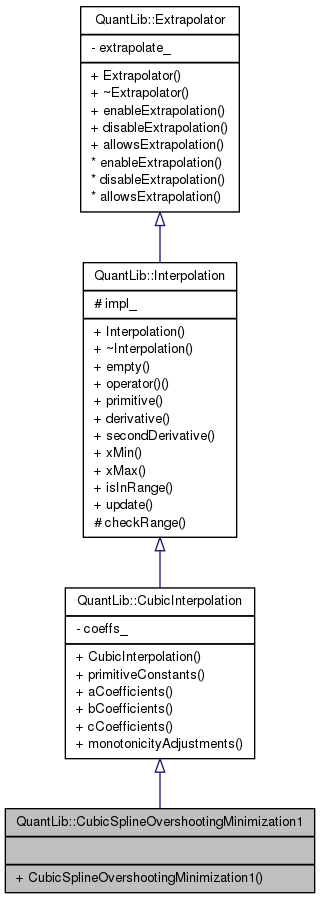 QuantLib::Extrapolator
- extrapolate_
+ Extrapolator()
+ ~Extrapolator()
+ enableExtrapolation()
+ disableExtrapolation()
+ allowsExtrapolation()
* enableExtrapolation()
* disableExtrapolation()
* allowsExtrapolation()
QuantLib::Interpolation
# impl_
+ Interpolation()
+ ~Interpolation()
+ empty()
+ operator()()
+ primitive()
+ derivative()
+ secondDerivative()
+ xMin()
+ xMax()
+ isInRange()
+ update()
# checkRange()
QuantLib::CubicInterpolation
- coeffs_
+ CubicInterpolation()
+ primitiveConstants()
+ aCoefficients()
+ bCoefficients()
+ cCoefficients()
+ monotonicityAdjustments()
QuantLib::CubicSplineOvershootingMinimization1
+ CubicSplineOvershootingMinimization1()